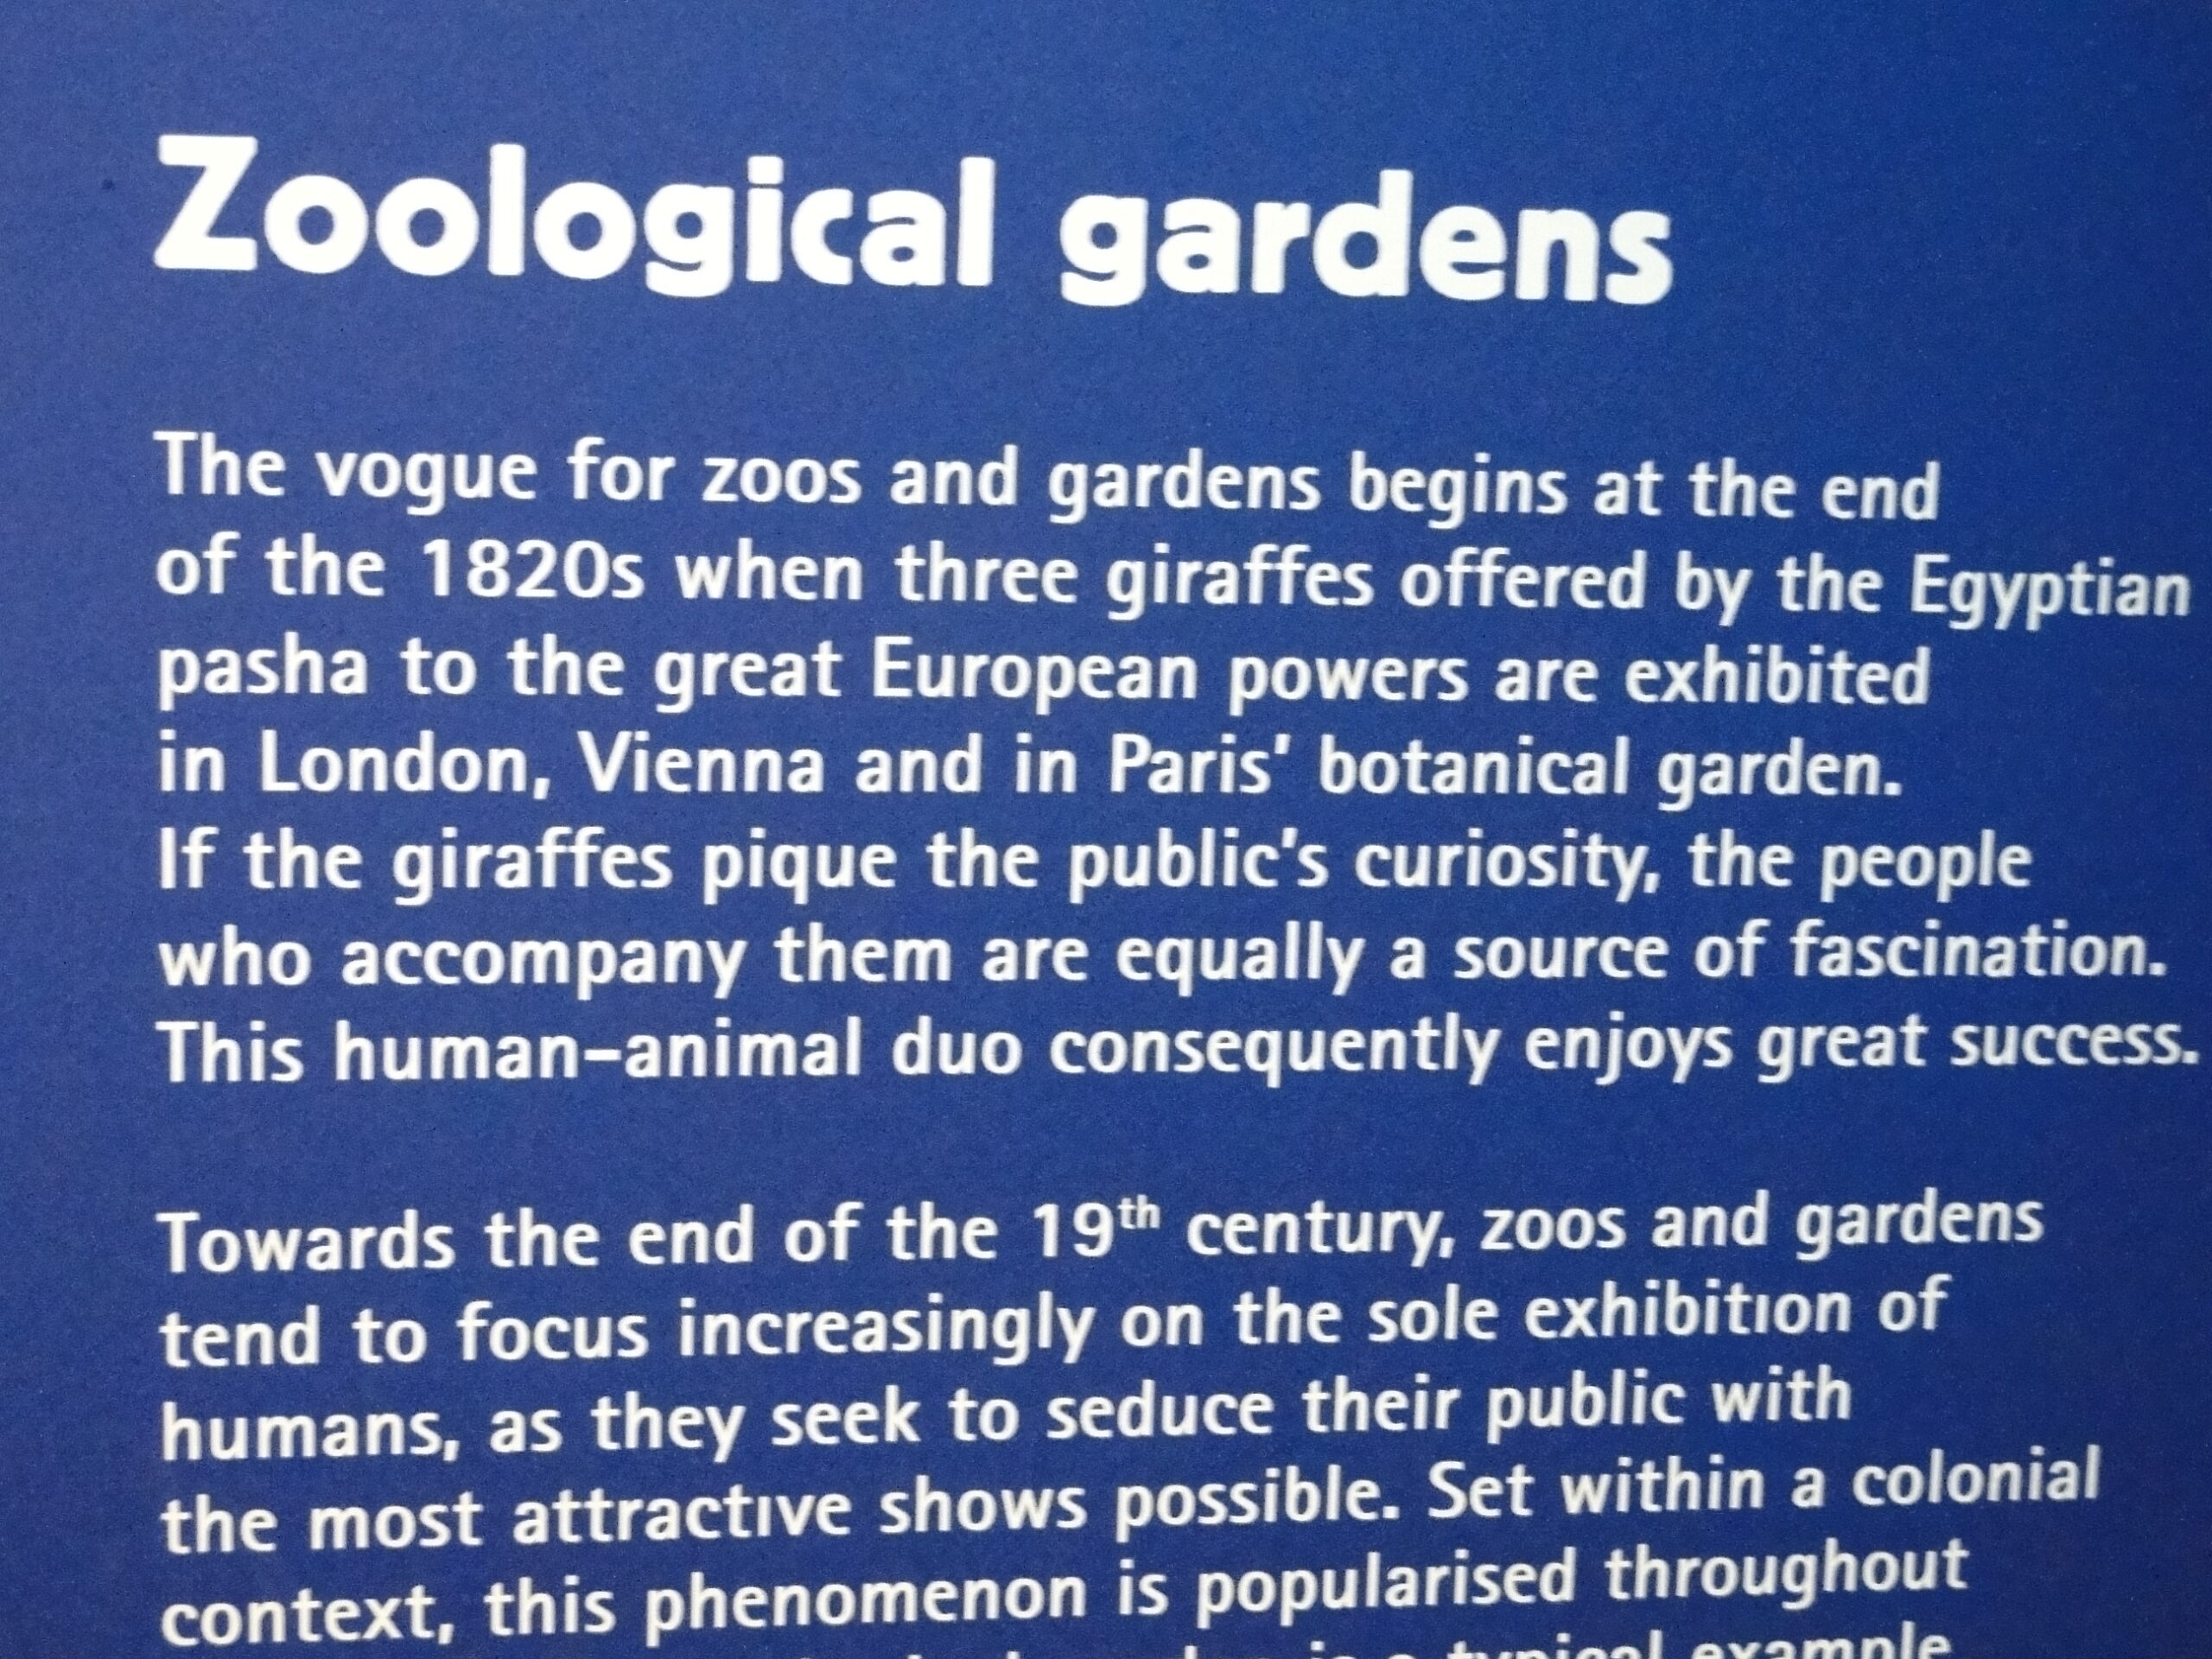 Zoological gardens
The vogue for zoos and gardens begins at the end
of the 1820s when three giraffes offered by the Egyptian
pasha to the great European powers are exhibited
in London, Vienna and in Paris' botanical garden.
If the giraffes pique the public's curiosity, the people
who accompany them are equally a source of fascination.
This human-animal duo consequently enjoys great success.
Towards the end of the 19th century, zoos and gardens
tend to focus increasingly on the sole exhibition of
humans, as they seek to seduce their public with
the most attractive shows possible. Set within a colonial
context, this phenomenon is popularised throughout
is a typical example